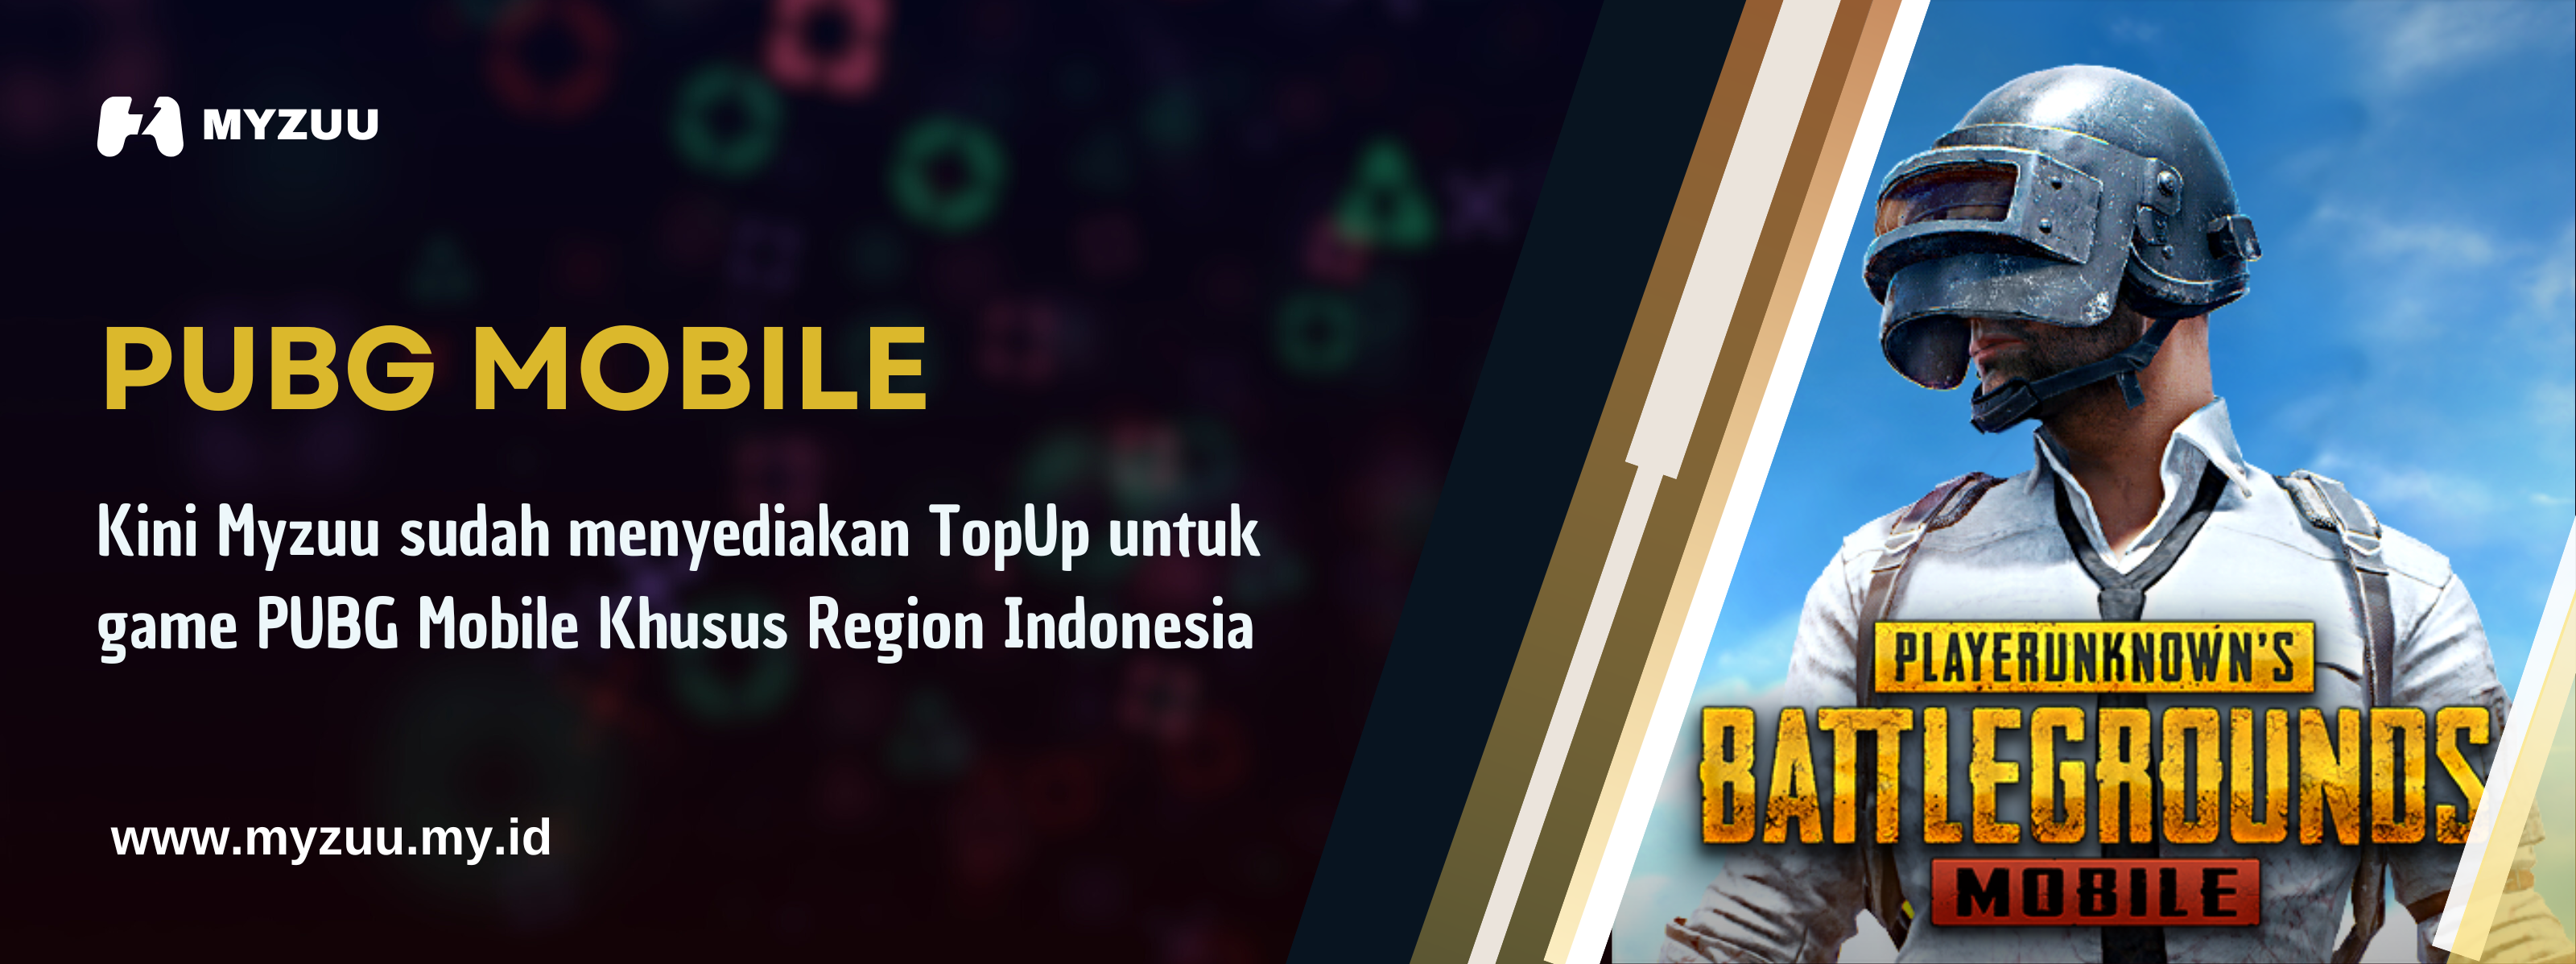 MYZUU
PUBG MOBILE
Kini Myzuu sudah menyediakan TopUp untuk
game PUBG Mobile Khusus Region Indonesia
www.myzuu.my.id
PLAYERUNKNOWN'S
BATTLEGROUNDS
MOBILE